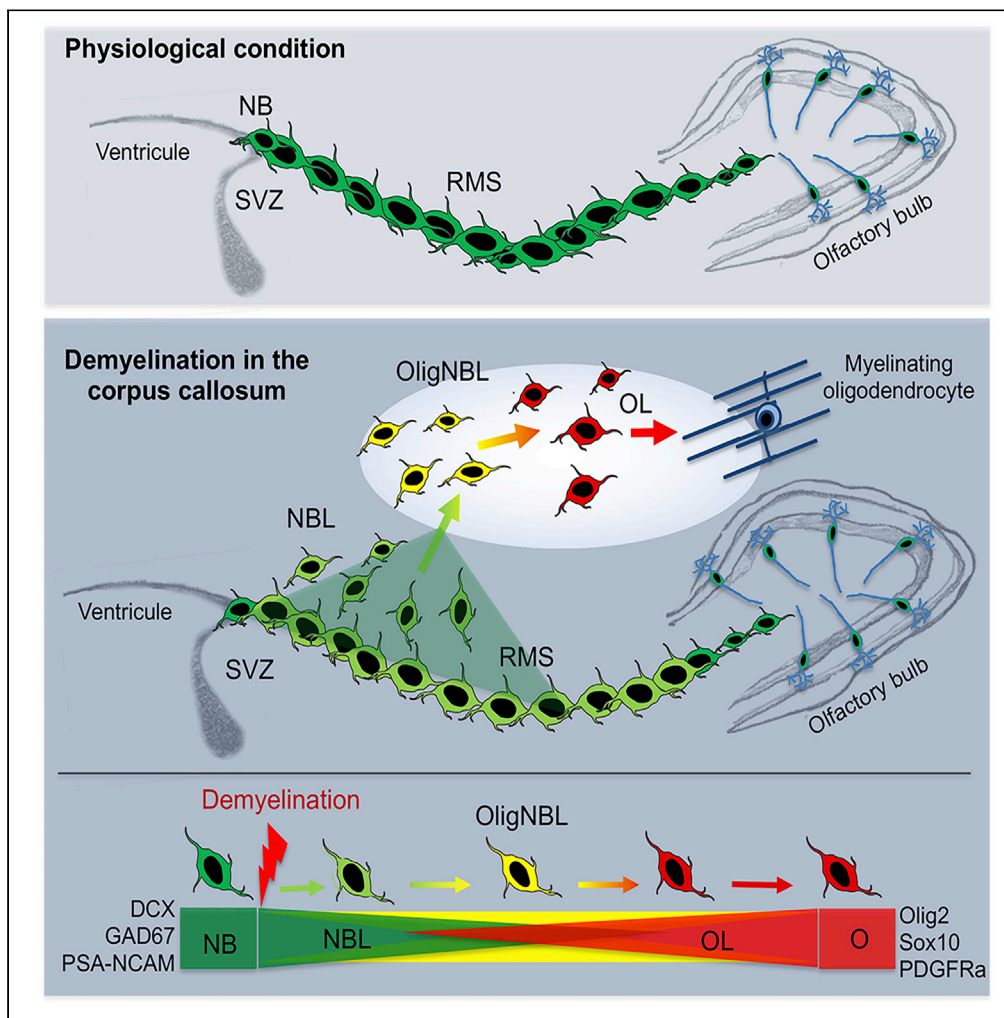 Physiological condition
NB
Ventricule
SVZ
RMS
Olfactory bulb
Demyelination in the
corpus callosum
OligNBL
OL
Myelinating
oligodendrocyte
NBL
Ventricule
SVZ
RMS
Olfactory bulb
Demyelination
OligNBL
DCX
GAD67
PSA-NCAM
NB
NBL
OL
O
Olig2
Sox10
PDGFRa